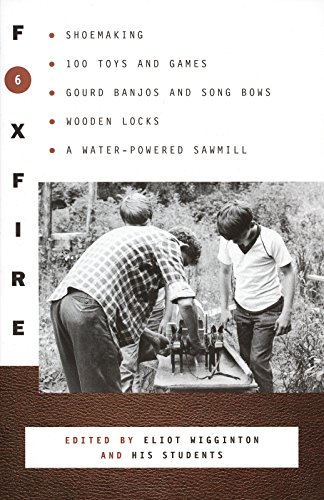 FOXFIRE
6
SHOEMAKING
100 TOYS AND GAMES
GOURD BANJOS AND SONG BOWS
WOODEN LOCKS
A WATER-POWERED SAWMILL
EDITED BY ELIOT WIGGINTON
AND HIS STUDENTS